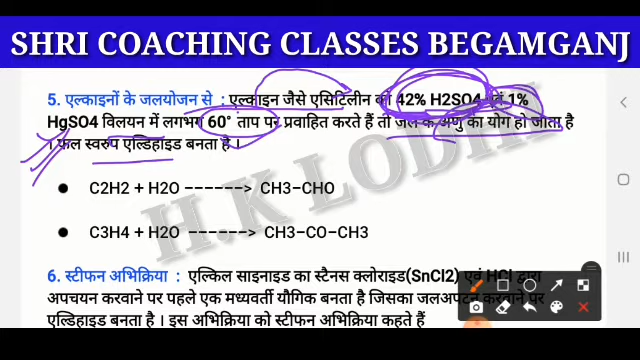 SHRI COACHING CLASSES BEGAMGANJ
5. एल्काइनों के जलयोजन से : एल्काइन जैसे एसिटिलीन को 42% H2SO4 एवं 1%
HgSO4 विलयन में लगभग 60° ताप पर प्रवाहित करते हैं तो जल के अणु का योग हो जाता है
। फल स्वरुप एल्डिहाइड बनता है ।
● C2H2 + H2O ------> CH3-CHO
● C3H4 + H2O ------> CH3-CO-CH3
H.K LODHI
6. स्टीफन अभिक्रिया : एल्किल साइनाइड का स्टैनस क्लोराइड(SnCl2) एवं HCl द्वारा
अपचयन करवाने पर पहले एक मध्यवर्ती यौगिक बनता है जिसका जलअपटन करवाने पर
एल्डिहाइड बनता है । इस अभिक्रिया को स्टीफन अभिक्रिया कहते हैं